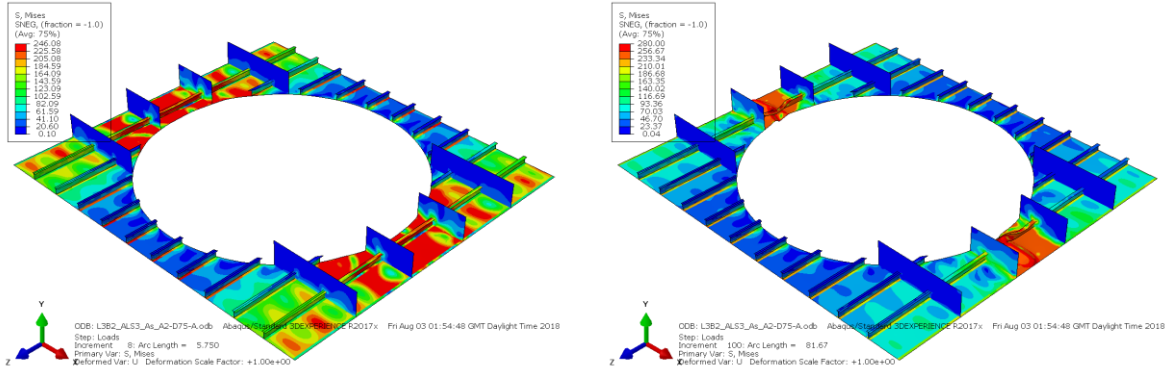 S, Mises
SNEG, (fraction = -1.0)
(Avg: 75%)
246.08
225.58
205.08
184.59
164.09
143.59
123.09
102.59
82.09
61.59
41.10
20.60
0.10
Y
Z
X
ODB: L3B2_ALS3_As_A2-D75-A.odb Abaqus/Standard 3DEXPERIENCE R2017x Fri Aug 03 01:54:48 GMT Daylight Time 2018
Step: Loads
Increment 8: Arc Length = 5.750
Primary Var: S, Mises
Deformed Var: U Deformation Scale Factor: +1.00e+00
S, Mises
SNEG, (fraction = -1.0)
(Avg: 75%)
280.00
256.67
233.34
210.01
186.68
163.35
140.02
116.69
93.36
70.03
46.70
23.37
0.04
Y
Z
X
ODB: L3B2_ALS3_As_A2-D75-A.odb Abaqus/Standard 3DEXPERIENCE R2017x Fri Aug 03 01:54:48 GMT Daylight Time 2018
Step: Loads
Increment 100: Arc Length = 81.67
Primary Var: S, Mises
Deformed Var: U Deformation Scale Factor: +1.00e+00